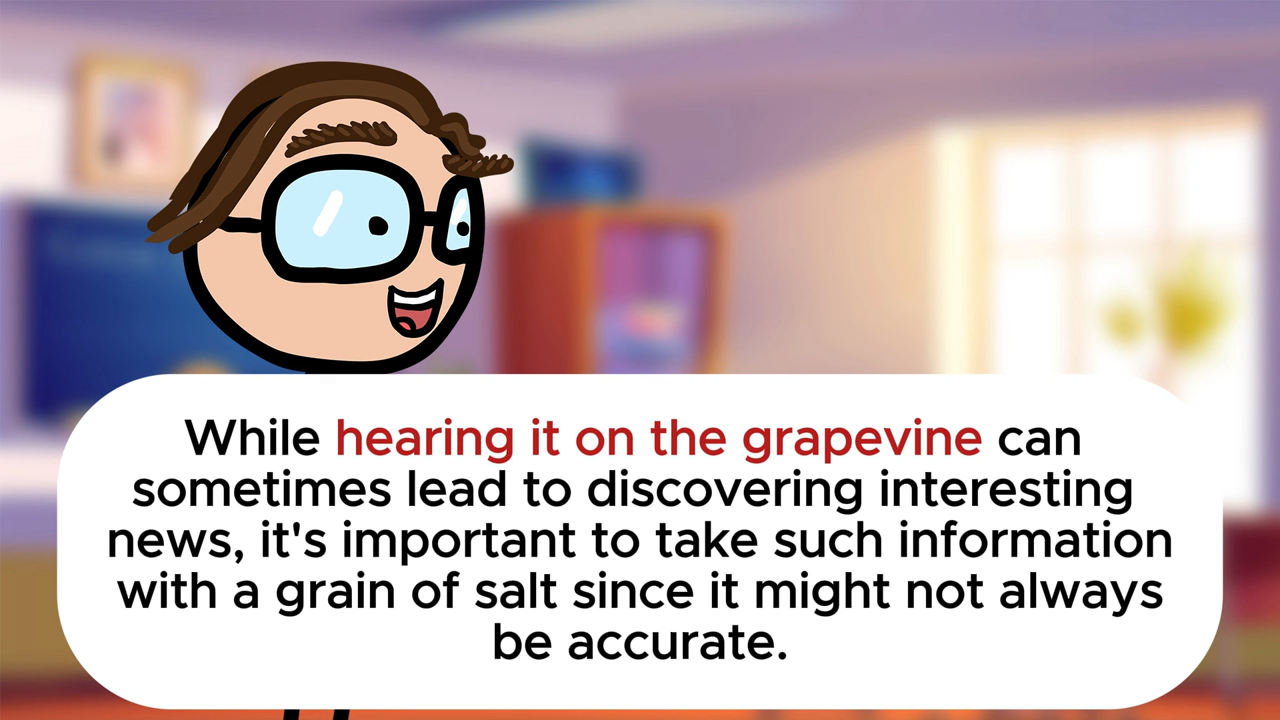 While hearing it on the grapevine can
sometimes lead to discovering interesting
news, it's important to take such information
with a grain of salt since it might not always
be accurate.